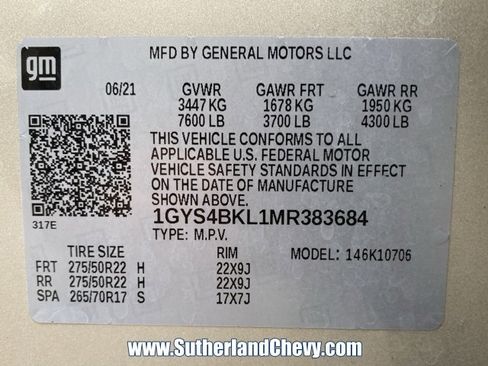 gm
MFD BY GENERAL MOTORS LLC
06/21 GVWR GAWR FRT GAWR RR
3447 KG 1678 KG 1950 KG
7600 LB 3700 LB 4300 LB
THIS VEHICLE CONFORMS TO ALL
APPLICABLE U.S. FEDERAL MOTOR
VEHICLE SAFETY STANDARDS IN EFFECT
ON THE DATE OF MANUFACTURE
SHOWN ABOVE.
317E
1GYS4BKL1MR383684
TYPE: M.P.V. MODEL: 146K10706
TIRE SIZE RIM
FRT 275/50R22 H 22X9J
RR 275/50R22 H 22X9J
SPA 265/70R17 S 17X7J
www.SutherlandChevy.com